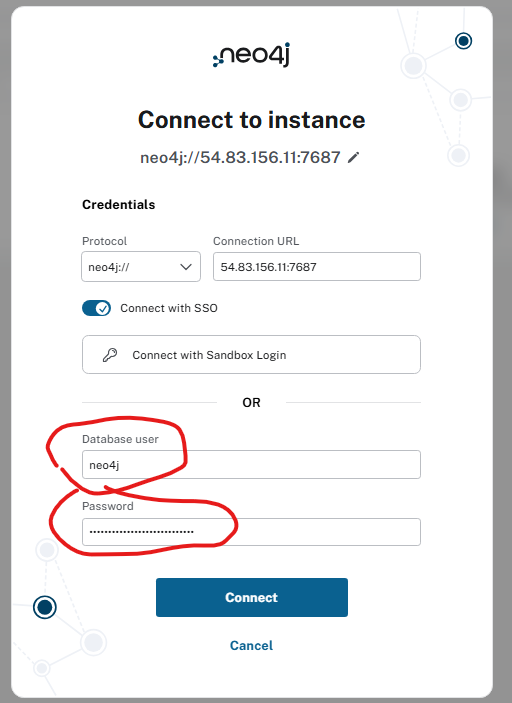 neo4j
Connect to instance
neo4j://54.83.156.11:7687
Credentials
Protocol Connection URL
neo4j:// 54.83.156.11:7687
Connect with SSO
Connect with Sandbox Login
OR
Database user
neo4j
Password
••••••••••••••••••••••••••••
Connect
Cancel